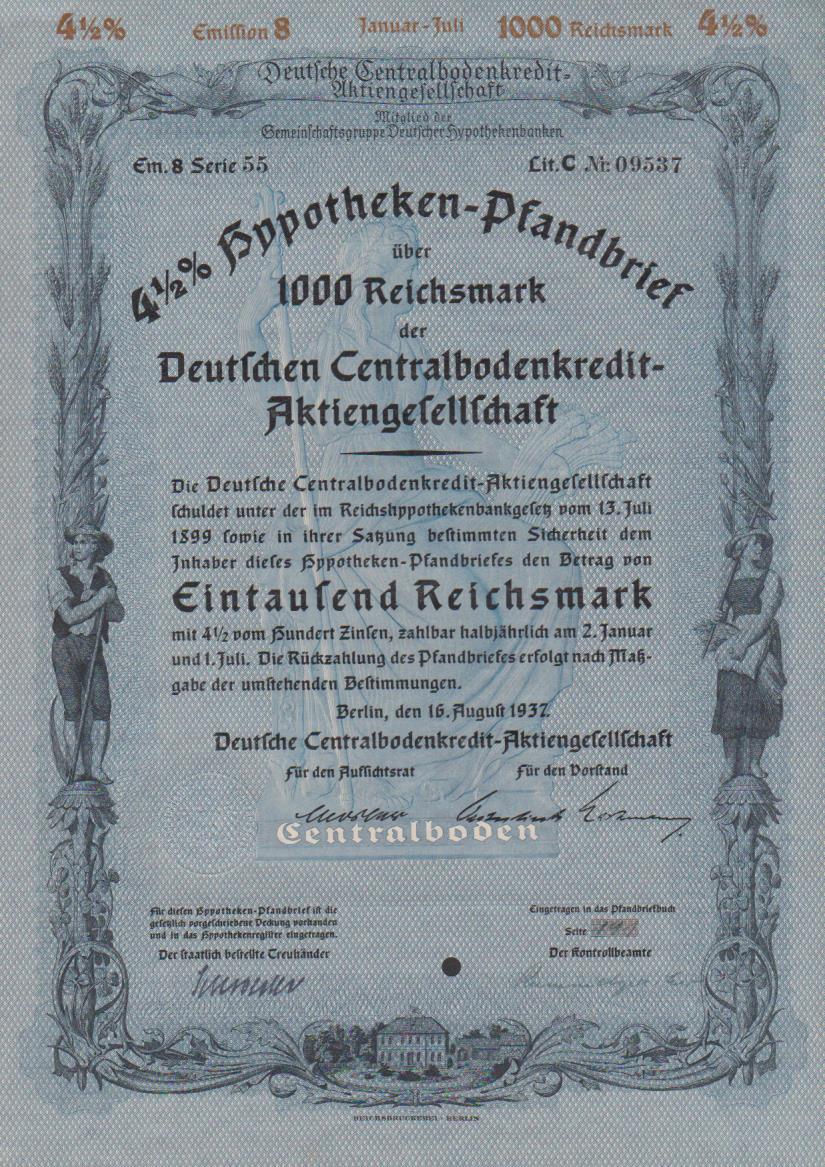 4½% Emiſſion 8 Januar-Juli 1000 Reichsmark 4½%
Deutſche Centralbodenkredit-
Aktiengeſellſchaft
Mitglied der
Gemeinſchaftsgruppe Deutſcher Hypothekenbanken
Em. 8 Serie 55 Lit. C № 09537
4½% Hypotheken-Pfandbrief
über
1000 Reichsmark
der
Deutſchen Centralbodenkredit-
Aktiengeſellſchaft
Die Deutſche Centralbodenkredit-Aktiengeſellſchaft
ſchuldet unter der im Reichshypothekenbankgeſetz vom 13. Juli
1899 ſowie in ihrer Satzung beſtimmten Sicherheit dem
Inhaber dieſes Hypotheken-Pfandbriefes den Betrag von
Eintauſend Reichsmark
mit 4½ vom Hundert Zinſen, zahlbar halbjährlich am 2. Januar
und 1. Juli. Die Rückzahlung des Pfandbriefes erfolgt nach Maß-
gabe der umſtehenden Beſtimmungen.
Berlin, den 16. Auguſt 1937.
Deutſche Centralbodenkredit-Aktiengeſellſchaft
Für den Aufſichtsrat Für den Vorſtand
Centralboden
Für dieſen Hypotheken-Pfandbrief iſt die
geſetzlich vorgeſchriebene Deckung vorhanden
und in das Hypothekenregiſter eingetragen.
Der ſtaatlich beſtellte Treuhänder
Eingetragen in das Pfandbriefbuch
Seite
Der Kontrollbeamte
REICHSDRUCKEREI · BERLIN